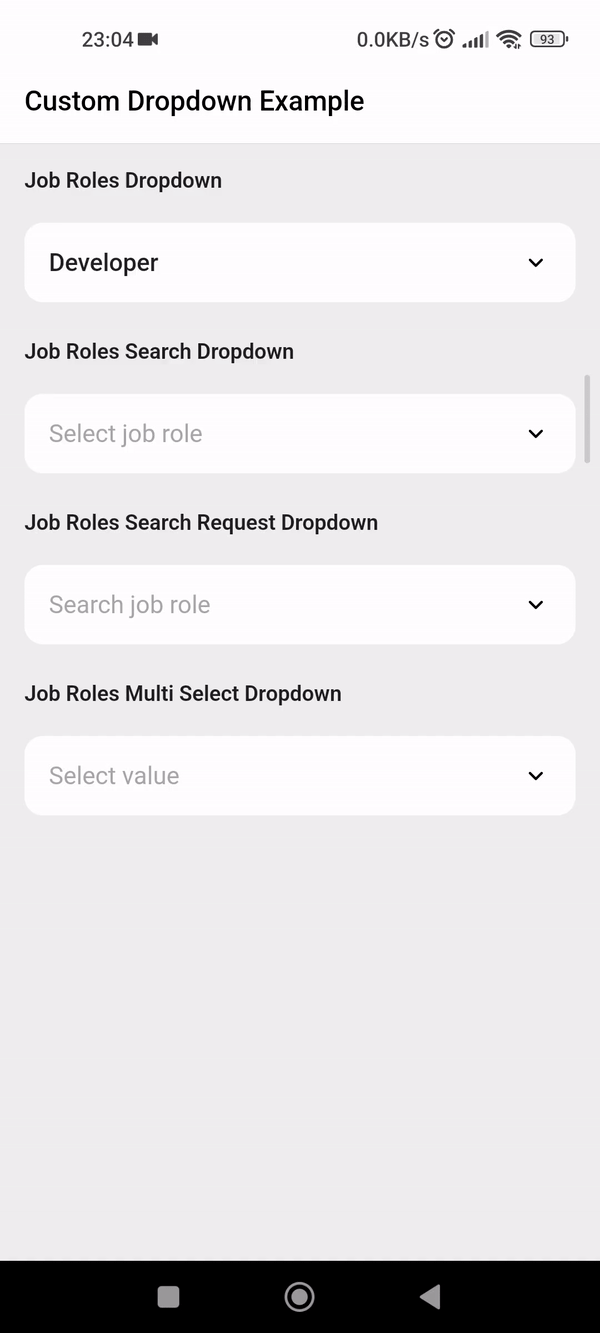 23:04 0.0KB/s 93
Custom Dropdown Example
Job Roles Dropdown
Developer
Job Roles Search Dropdown
Select job role
Job Roles Search Request Dropdown
Search job role
Job Roles Multi Select Dropdown
Select value